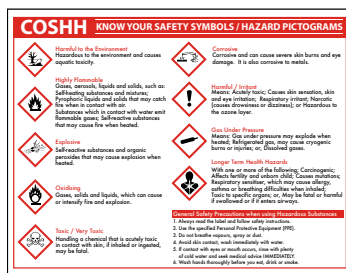 COSHH KNOW YOUR SAFETY SYMBOLS / HAZARD PICTOGRAMS
Harmful to the Environment
Hazardous to the environment and causes
aquatic toxicity.
Highly Flammable
Gases, aerosols, liquids and solids, such as:
Self-heating substances and mixtures;
Pyrophoric liquids and solids that may catch
fire when in contact with air.
Substances which in contact with water emit
flammable gases; Self-reactive substances
that may cause fire when heated.
Explosive
Self-reactive substances and organic
peroxides that may cause explosion when
heated.
Oxidising
Gases, solids and liquids, which can cause
or intensify fire and explosion.
Toxic / Very Toxic
Handling a chemical that is acutely toxic
in contact with skin, if inhaled or ingested,
may be fatal.
Corrosive
Corrosive and can cause severe skin burns and eye
damage. It is also corrosive to metals.
Harmful / Irritant
Means: Acutely toxic; Causes skin sensation, skin
and eye irritation; Respiratory irritant; Narcotic
(causes drowsiness or dizziness); or Hazardous to
the ozone layer.
Gas Under Pressure
Means: Gas under pressure may explode when
heated; Refrigerated gas, may cause cryogenic
burns or injuries; or, Dissolved gases.
Longer Term Health Hazards
With one or more of the following; Carcinogenic;
Affects fertility and unborn child; Causes mutations;
Respiratory sensitiser, which may cause allergy,
asthma or breathing difficulties when inhaled;
Toxic to specific organs; or, May be fatal or harmful
if swallowed or if it enters airways.
General Safety Precautions when using Hazardous Substances
1. Always read the label and follow safety instructions.
2. Use the specified Personal Protective Equipment (PPE).
3. Do not breathe vapours, spray or dust.
4. Avoid skin contact, wash immediately with water.
5. If contact with eyes or mouth occurs, rinse with plenty
of cold water and seek medical advice IMMEDIATELY.
6. Wash hands thoroughly before you eat, drink or smoke.